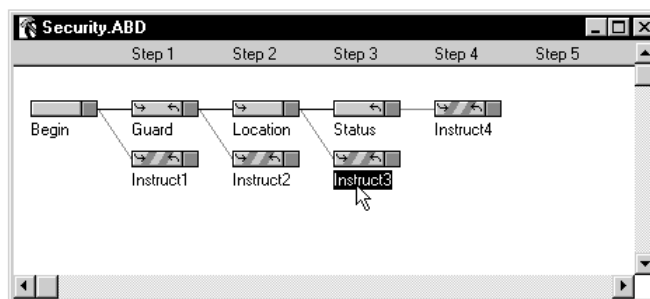 Security.ABD
Step 1 Step 2 Step 3 Step 4 Step 5
Begin Guard Location Status Instruct4
Instruct1 Instruct2 Instruct3